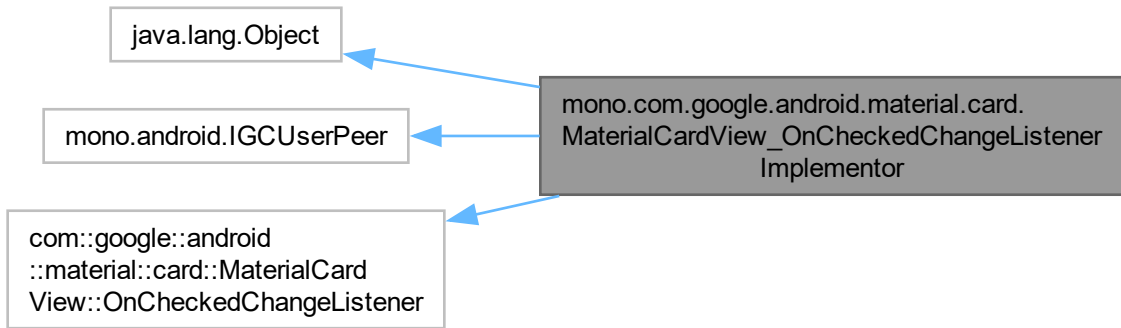 java.lang.Object
mono.android.IGCUserPeer
com::google::android
::material::card::MaterialCard
View::OnCheckedChangeListener
mono.com.google.android.material.card.
MaterialCardView_OnCheckedChangeListener
Implementor